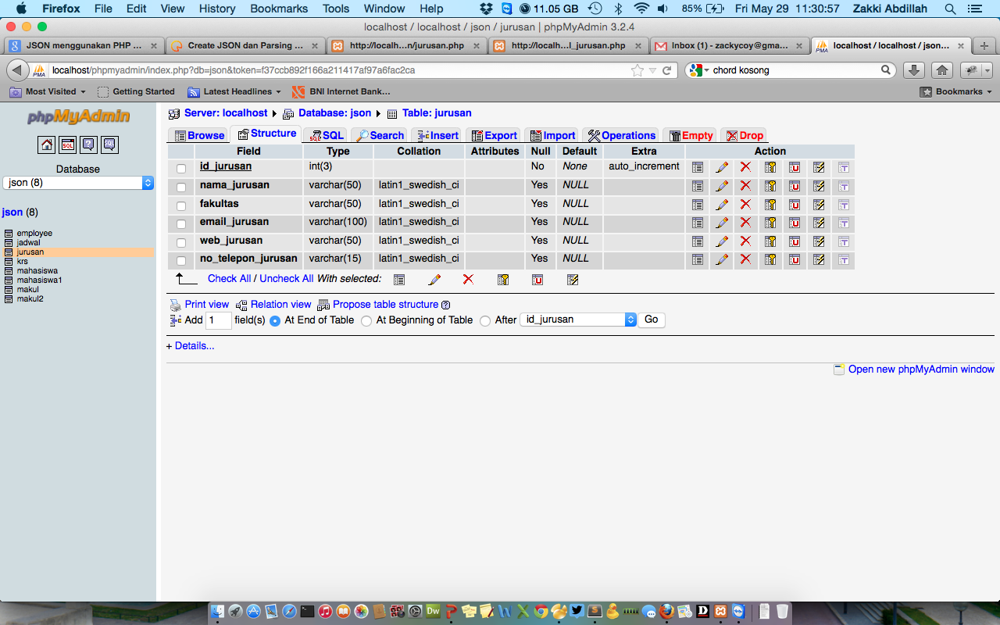 Firefox File Edit View History Bookmarks Tools Window Help 11.05 GB 85% Fri May 29 11:30:57 Zakki Abdillah
localhost / localhost / json / jurusan | phpMyAdmin 3.2.4
JSON menggunakan PHP ... Create JSON dan Parsing ... http://localh...n/jurusan.php http://localh...l_jurusan.php Inbox (1) - zackycoy@gma... localhost / localhost / json...
localhost/phpmyadmin/index.php?db=json&token=f37ccb892f166a211417af97a6fac2ca chord kosong
Most Visited Getting Started Latest Headlines BNI Internet Bank... Bookmarks
phpMyAdmin
SQL
Database
json (8)
json (8)
employee
jadwal
jurusan
krs
mahasiswa
mahasiswa1
makul
makul2
Server: localhost Database: json Table: jurusan
Browse Structure SQL Search Insert Export Import Operations Empty Drop
Field Type Collation Attributes Null Default Extra Action
id_jurusan int(3) No None auto_increment
nama_jurusan varchar(50) latin1_swedish_ci Yes NULL
fakultas varchar(50) latin1_swedish_ci Yes NULL
email_jurusan varchar(100) latin1_swedish_ci Yes NULL
web_jurusan varchar(50) latin1_swedish_ci Yes NULL
no_telepon_jurusan varchar(15) latin1_swedish_ci Yes NULL
Check All / Uncheck All With selected:
Print view Relation view Propose table structure
Add 1 field(s) At End of Table At Beginning of Table After id_jurusan Go
+ Details...
Open new phpMyAdmin window
Dw